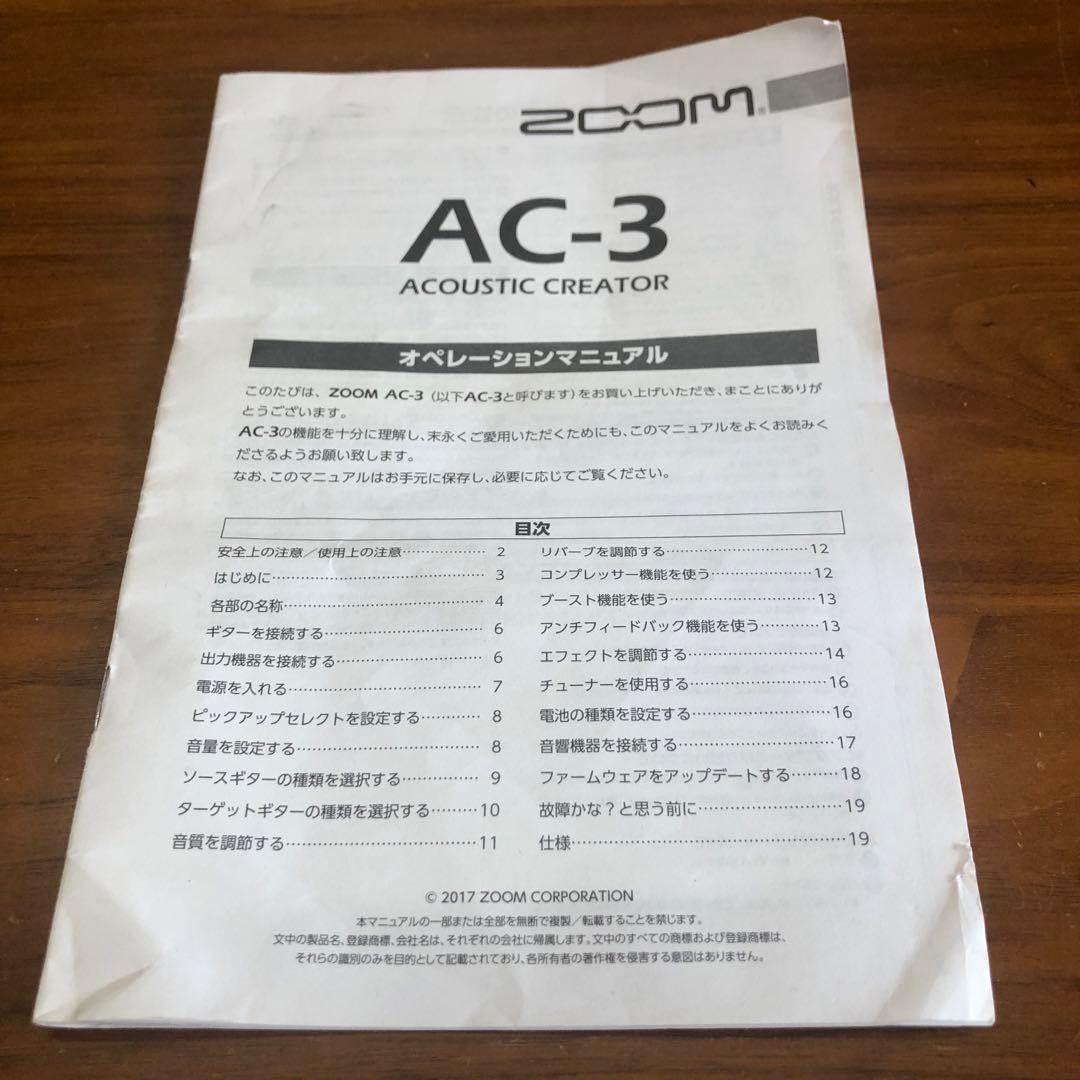 ZOOM®
AC-3
ACOUSTIC CREATOR
オペレーションマニュアル
このたびは、ZOOM AC-3（以下AC-3と呼びます）をお買い上げいただき、まことにありが
とうございます。
AC-3の機能を十分に理解し、末永くご愛用いただくためにも、このマニュアルをよくお読みく
ださるようお願い致します。
なお、このマニュアルはお手元に保存し、必要に応じてご覧ください。
目次
安全上の注意／使用上の注意………………2
はじめに………………3
各部の名称………………4
ギターを接続する………………6
出力機器を接続する………………6
電源を入れる………………7
ピックアップセレクトを設定する…………8
音量を設定する………………8
ソースギターの種類を選択する…………9
ターゲットギターの種類を選択する………10
音質を調節する………………11
リバーブを調節する………………12
コンプレッサー機能を使う………………12
ブースト機能を使う………………13
アンチフィードバック機能を使う…………13
エフェクトを調節する………………14
チューナーを使用する………………16
電池の種類を設定する………………16
音響機器を接続する………………17
ファームウェアをアップデートする………18
故障かな？と思う前に………………19
仕様………………19
© 2017 ZOOM CORPORATION
本マニュアルの一部または全部を無断で複製／転載することを禁じます。
文中の製品名、登録商標、会社名は、それぞれの会社に帰属します。文中のすべての商標および登録商標は、
それらの識別のみを目的として記載されており、各所有者の著作権を侵害する意図はありません。